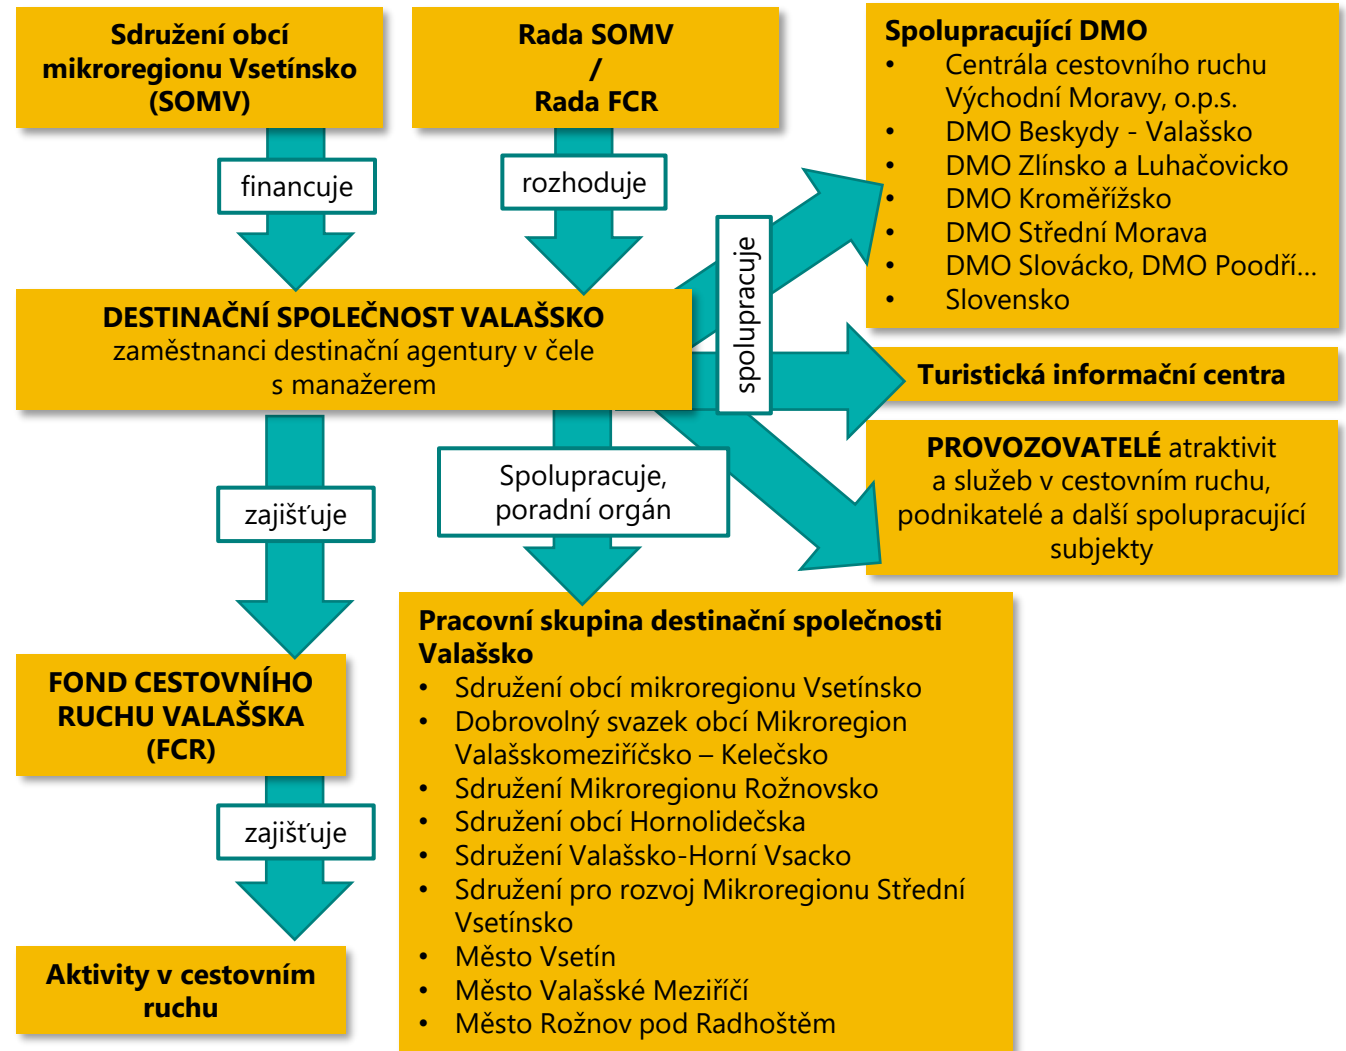 Sdružení obcí
mikroregionu Vsetínsko
(SOMV)
Rada SOMV
/
Rada FCR
Spolupracující DMO
• Centrála cestovního ruchu
Východní Moravy, o.p.s.
• DMO Beskydy - Valašsko
• DMO Zlínsko a Luhačovicko
• DMO Kroměřížsko
• DMO Střední Morava
• DMO Slovácko, DMO Poodří...
• Slovensko
financuje
rozhoduje
spolupracuje
DESTINAČNÍ SPOLEČNOST VALAŠSKO
zaměstnanci destinační agentury v čele
s manažerem
Turistická informační centra
PROVOZOVATELÉ atraktivit
a služeb v cestovním ruchu,
podnikatelé a další spolupracující
subjekty
zajišťuje
Spolupracuje,
poradní orgán
FOND CESTOVNÍHO
RUCHU VALAŠSKA
(FCR)
zajišťuje
Aktivity v cestovním
ruchu
Pracovní skupina destinační společnosti
Valašsko
• Sdružení obcí mikroregionu Vsetínsko
• Dobrovolný svazek obcí Mikroregion
Valašskomeziříčsko – Kelečsko
• Sdružení Mikroregionu Rožnovsko
• Sdružení obcí Hornolidečska
• Sdružení Valašsko-Horní Vsacko
• Sdružení pro rozvoj Mikroregionu Střední
Vsetínsko
• Město Vsetín
• Město Valašské Meziříčí
• Město Rožnov pod Radhoštěm